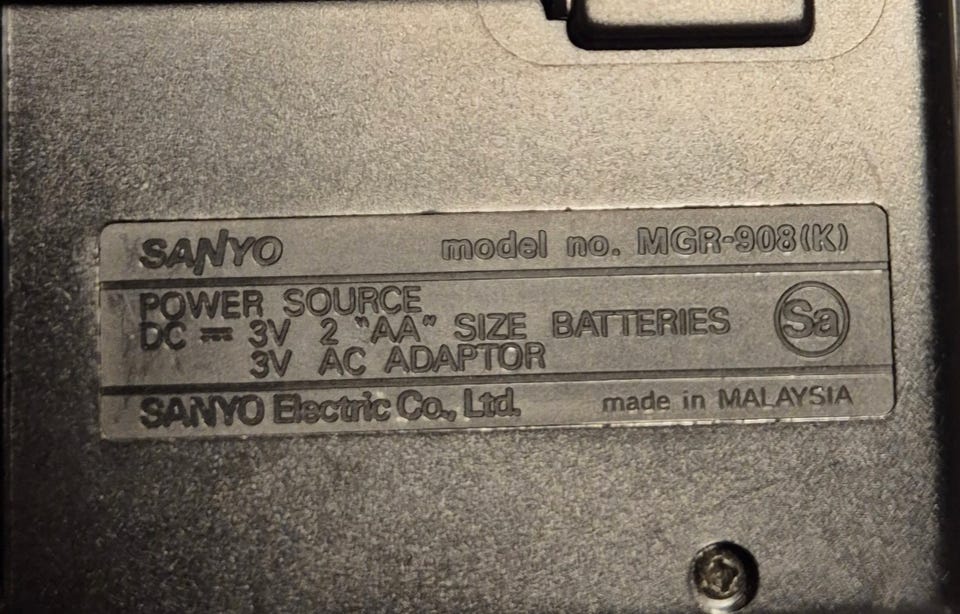 SANYO model no. MGR-908(K)
POWER SOURCE
DC ⎓ 3V 2 "AA" SIZE BATTERIES
3V AC ADAPTOR
Sa
SANYO Electric Co., Ltd. made in MALAYSIA